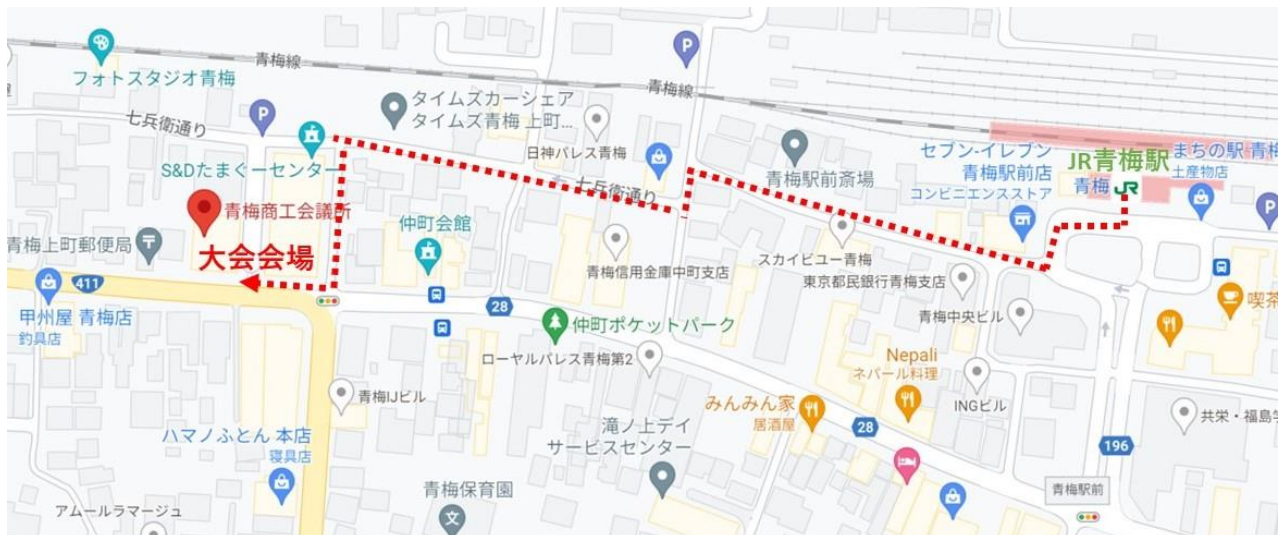 フォトスタジオ青梅
青梅線
七兵衛通り
タイムズカーシェア
タイムズ青梅 上町...
S&Dたまぐーセンター
日神パレス青梅
青梅線
七兵衛通り
青梅駅前斎場
セブン-イレブン
青梅駅前店
コンビニエンスストア
JR青梅駅
青梅
JR
まちの駅 青梅
土産物店
P
P
P
青梅商工会議所
大会会場
青梅上町郵便局
仲町会館
青梅信用金庫中町支店
スカイビユー青梅
東京都民銀行青梅支店
青梅中央ビル
喫茶
411
甲州屋 青梅店
釣具店
28
仲町ポケットパーク
ローヤルパレス青梅第2
Nepali
ネパール料理
INGビル
青梅IJビル
みんみん家
居酒屋
28
196
共栄・福島
ハマノふとん 本店
寝具店
滝ノ上デイ
サービスセンター
青梅駅前
青梅保育園
文
アムールラマージュ